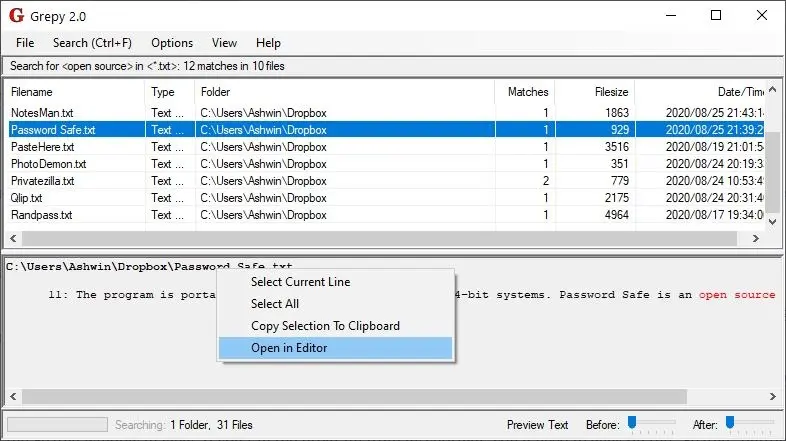 G Grepy 2.0
File Search (Ctrl+F) Options View Help
Search for <open source> in <*.txt>: 12 matches in 10 files
Filename Type Folder Matches Filesize Date/Time
NotesMan.txt Text ... C:\Users\Ashwin\Dropbox 1 1863 2020/08/25 21:43:1
Password Safe.txt Text ... C:\Users\Ashwin\Dropbox 1 929 2020/08/25 21:39:2
PasteHere.txt Text ... C:\Users\Ashwin\Dropbox 1 3516 2020/08/19 21:01:5
PhotoDemon.txt Text ... C:\Users\Ashwin\Dropbox 1 351 2020/08/24 20:19:3
Privatezilla.txt Text ... C:\Users\Ashwin\Dropbox 2 779 2020/08/24 10:53:4
Qlip.txt Text ... C:\Users\Ashwin\Dropbox 1 2175 2020/08/24 20:31:4
Randpass.txt Text ... C:\Users\Ashwin\Dropbox 1 4964 2020/08/17 19:34:0
C:\Users\Ashwin\Dropbox\Password Safe.txt
Select Current Line
11: The program is porta 4-bit systems. Password Safe is an open source
Select All
Copy Selection To Clipboard
Open in Editor
Searching: 1 Folder, 31 Files Preview Text Before: After: